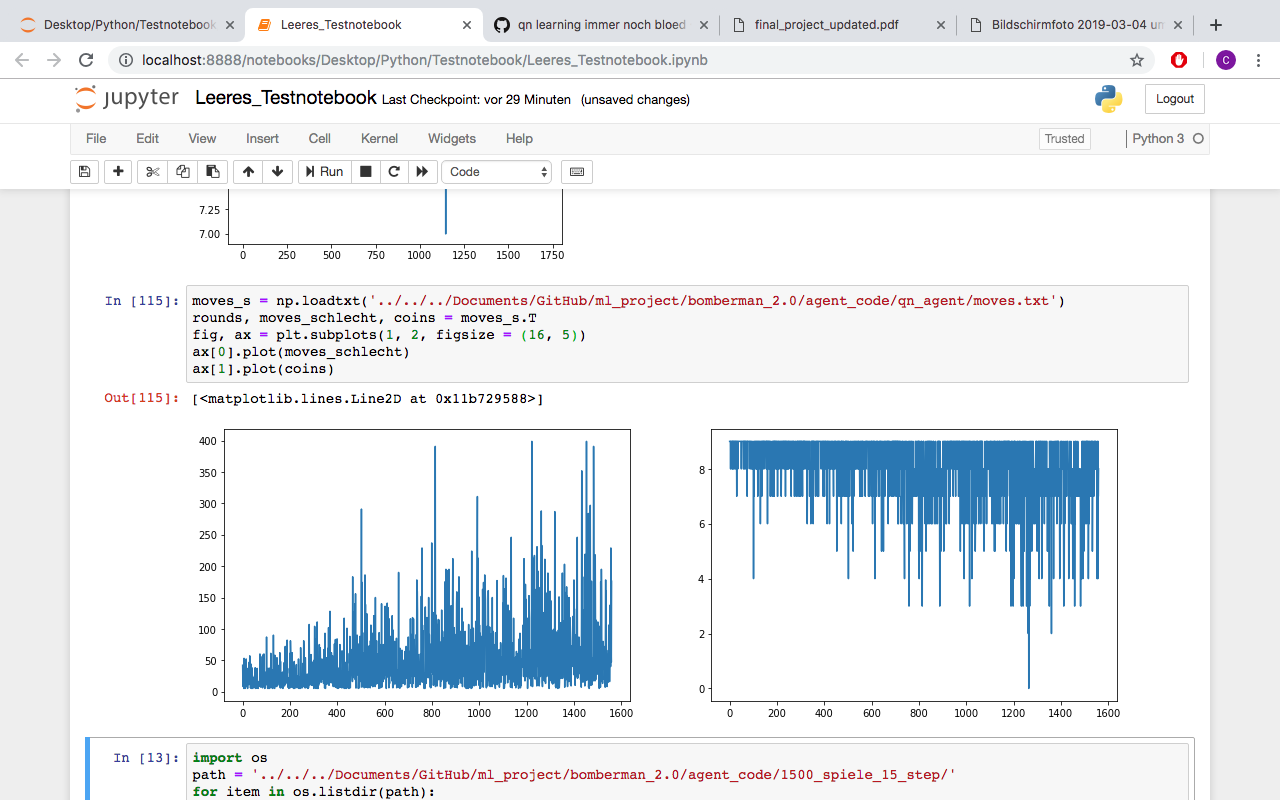 Desktop/Python/Testnotebook
Leeres_Testnotebook
qn learning immer noch bloed
final_project_updated.pdf
Bildschirmfoto 2019-03-04 um
localhost:8888/notebooks/Desktop/Python/Testnotebook/Leeres_Testnotebook.ipynb
C
jupyter Leeres_Testnotebook Last Checkpoint: vor 29 Minuten (unsaved changes)
Logout
File Edit View Insert Cell Kernel Widgets Help
Trusted
Python 3
Run
Code
7.25
7.00
0 250 500 750 1000 1250 1500 1750
In [115]: moves_s = np.loadtxt('../../../Documents/GitHub/ml_project/bomberman_2.0/agent_code/qn_agent/moves.txt')
rounds, moves_schlecht, coins = moves_s.T
fig, ax = plt.subplots(1, 2, figsize = (16, 5))
ax[0].plot(moves_schlecht)
ax[1].plot(coins)
Out[115]: [<matplotlib.lines.Line2D at 0x11b729588>]
400
350
300
250
200
150
100
50
0
0 200 400 600 800 1000 1200 1400 1600
8
6
4
2
0
0 200 400 600 800 1000 1200 1400 1600
In [13]: import os
path = '../../../Documents/GitHub/ml_project/bomberman_2.0/agent_code/1500_spiele_15_step/'
for item in os.listdir(path):